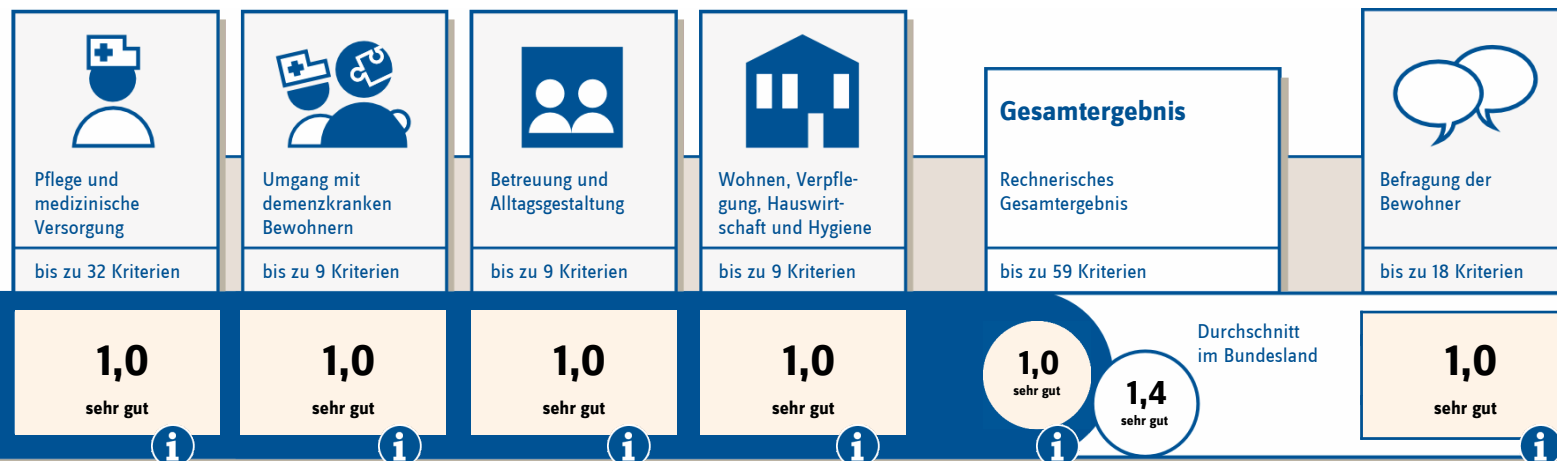 Pflege und
medizinische
Versorgung
bis zu 32 Kriterien
1,0
sehr gut
i
Umgang mit
demenzkranken
Bewohnern
bis zu 9 Kriterien
1,0
sehr gut
i
Betreuung und
Alltagsgestaltung
bis zu 9 Kriterien
1,0
sehr gut
i
Wohnen, Verpfle-
gung, Hauswirt-
schaft und Hygiene
bis zu 9 Kriterien
1,0
sehr gut
i
Gesamtergebnis
Rechnerisches
Gesamtergebnis
bis zu 59 Kriterien
1,0
sehr gut
i
Durchschnitt
im Bundesland
1,4
sehr gut
Befragung der
Bewohner
bis zu 18 Kriterien
1,0
sehr gut
i